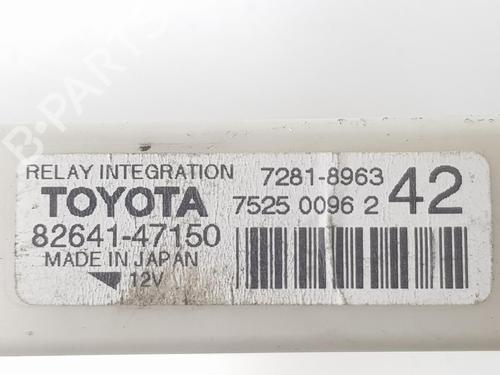 RELAY INTEGRATION 7281-8963
TOYOTA 7525 0096 2 42
82641-47150
MADE IN JAPAN
12V
B-PARTS